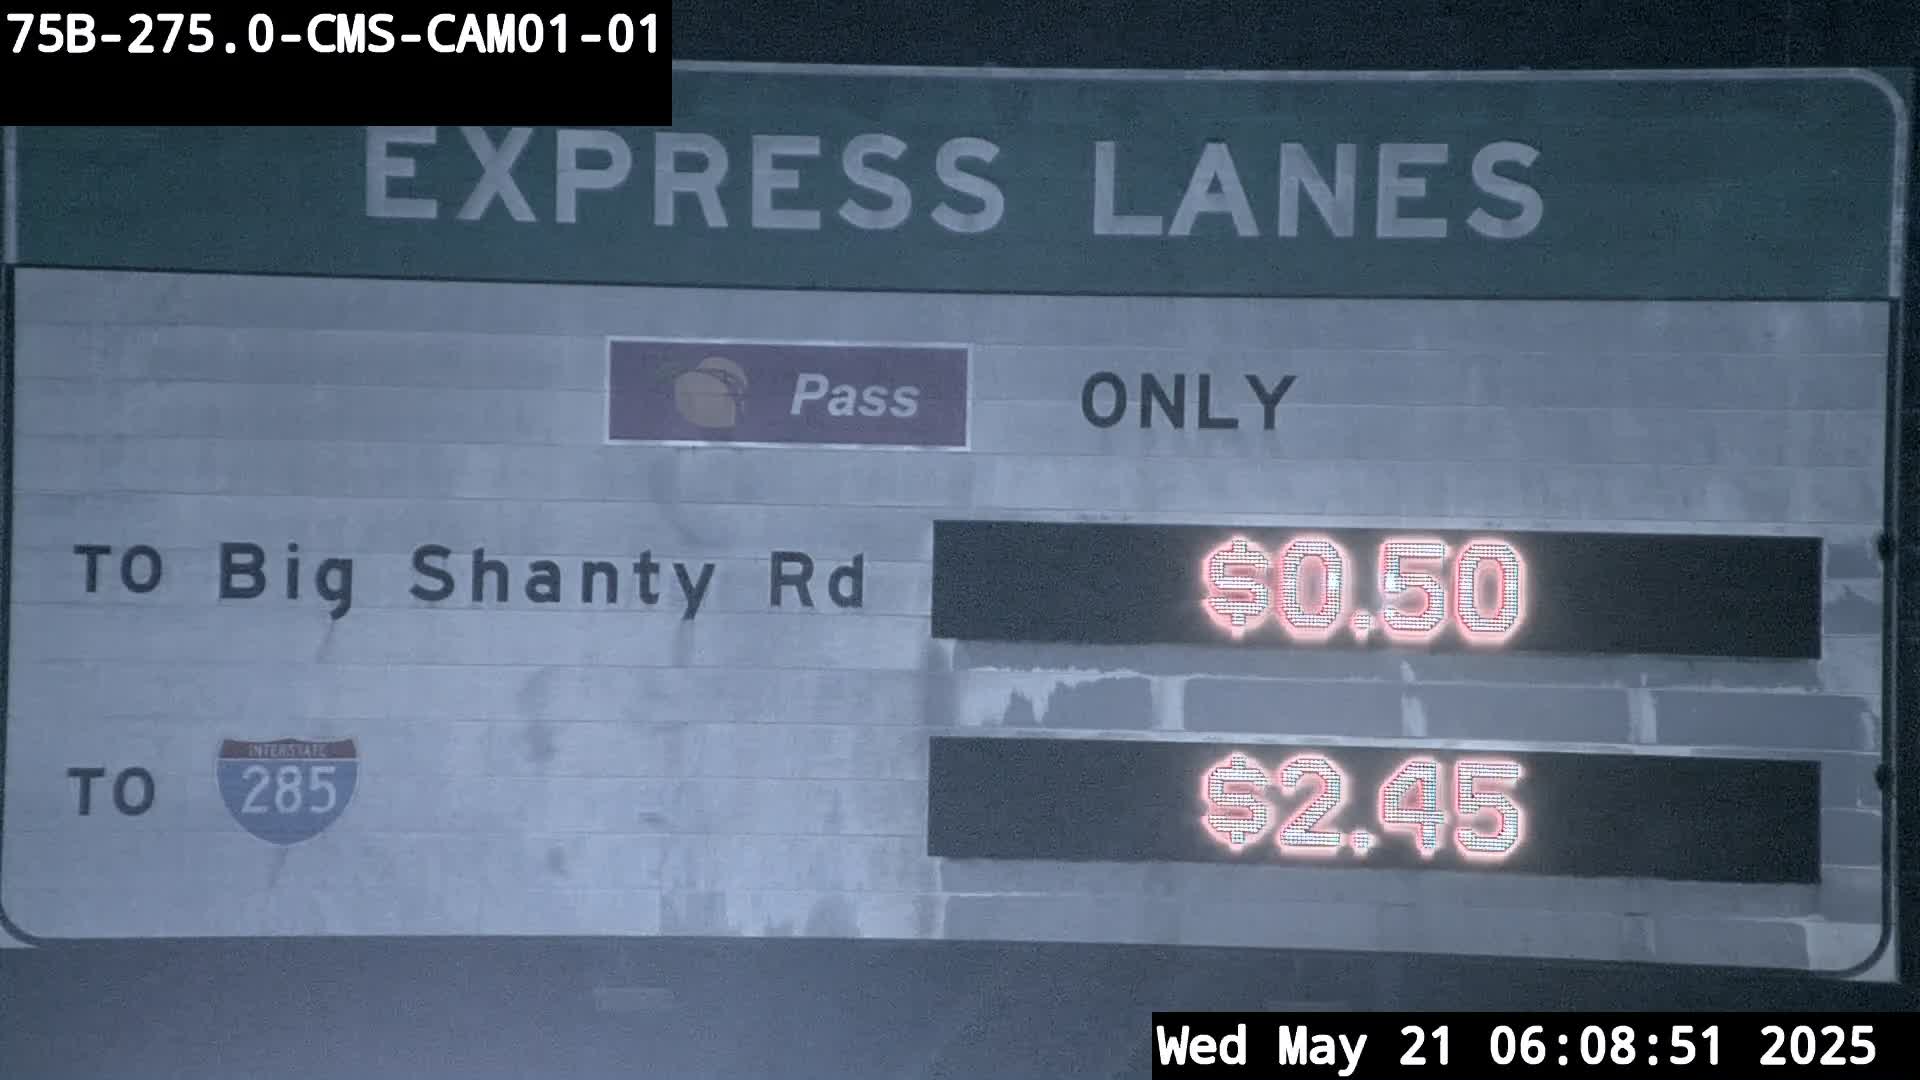 75B-275.0-CMS-CAM01-01
EXPRESS LANES
Pass ONLY
TO Big Shanty Rd $0.50
TO INTERSTATE 285 $2.45
Wed May 21 06:08:51 2025